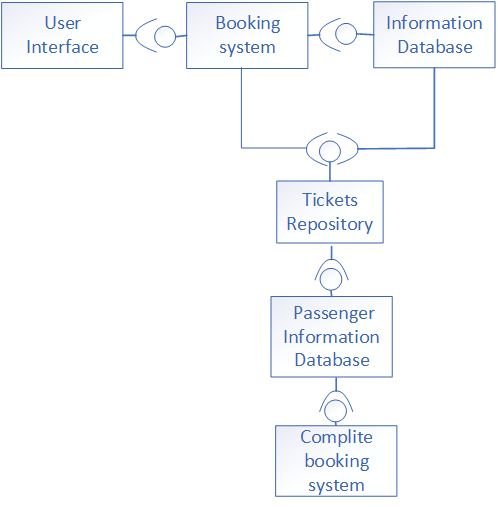 User
Interface
Booking
system
Information
Database
Tickets
Repository
Passenger
Information
Database
Complite
booking
system